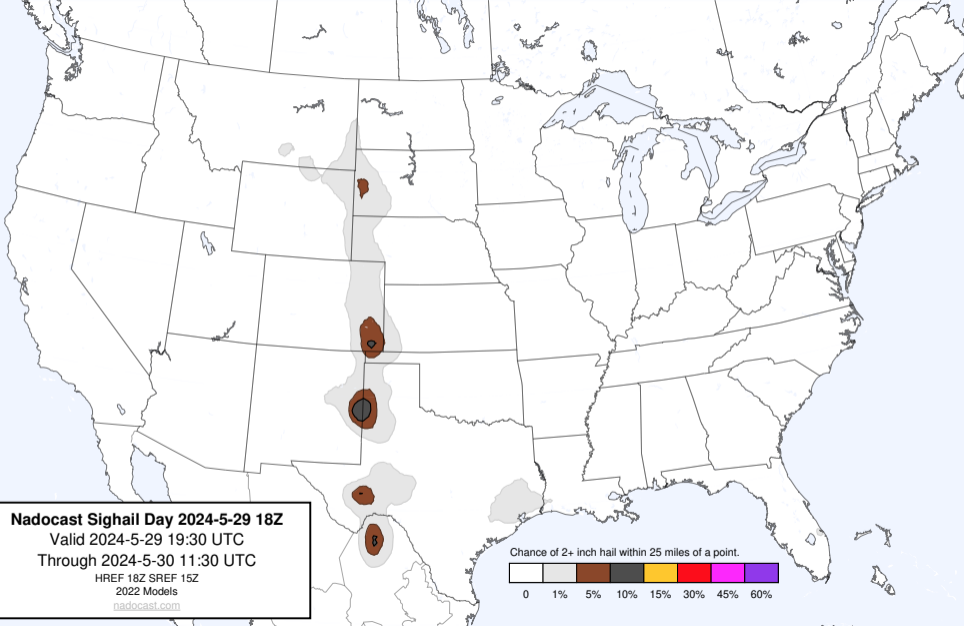 Nadocast Sighail Day 2024-5-29 18Z
Valid 2024-5-29 19:30 UTC
Through 2024-5-30 11:30 UTC
HREF 18Z SREF 15Z
2022 Models
nadocast.com
Chance of 2+ inch hail within 25 miles of a point.
0 1% 5% 10% 15% 30% 45% 60%